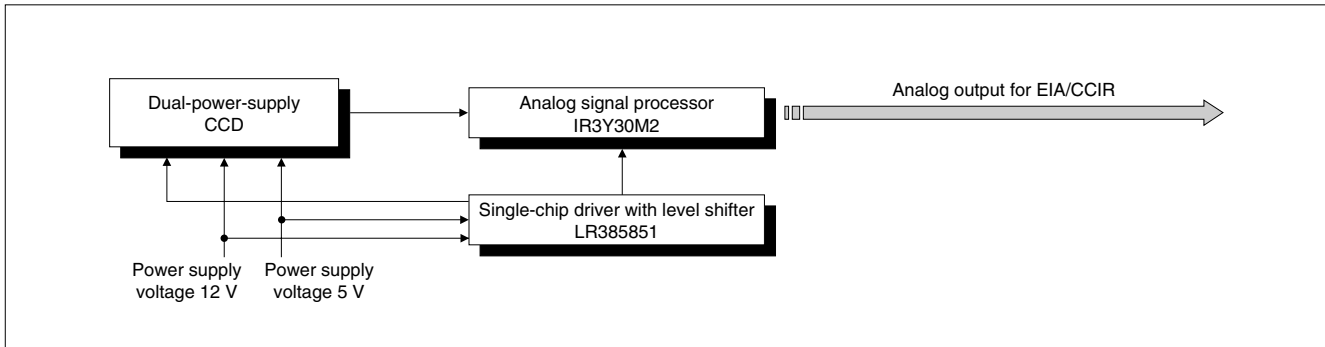 Dual-power-supply
CCD
Analog signal processor
IR3Y30M2
Analog output for EIA/CCIR
Single-chip driver with level shifter
LR385851
Power supply
voltage 12 V
Power supply
voltage 5 V